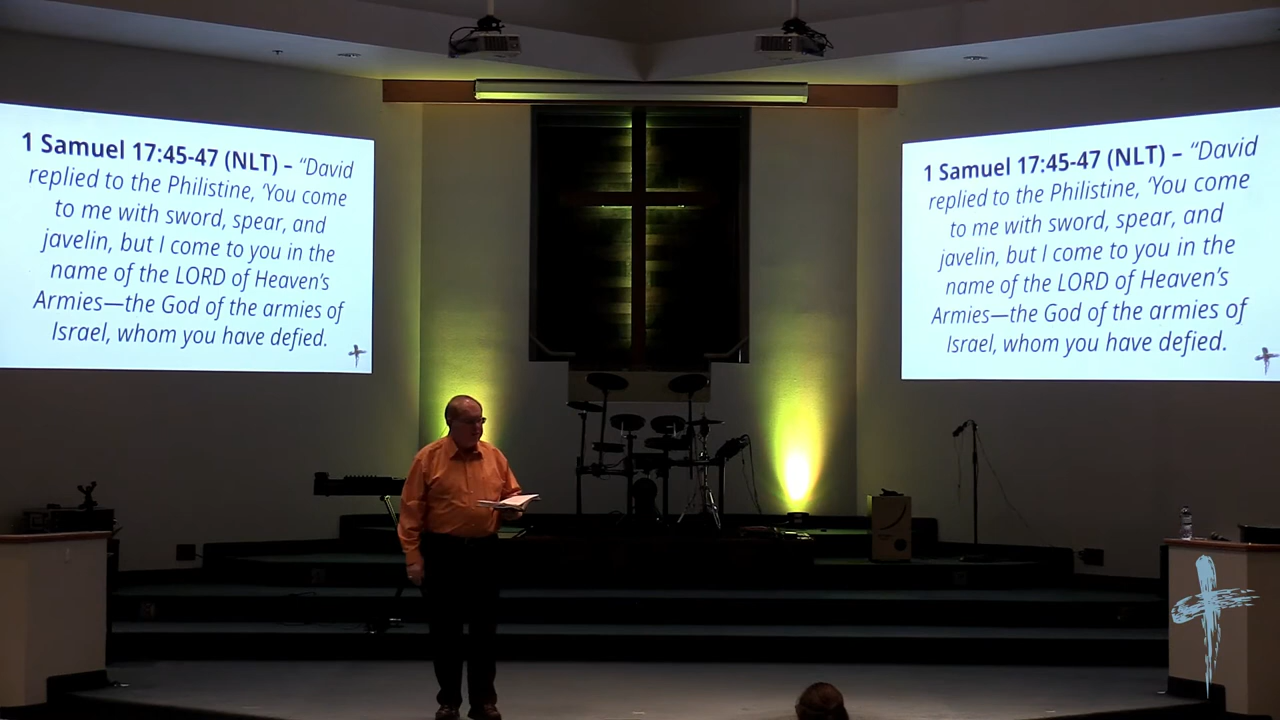 1 Samuel 17:45-47 (NLT) – “David
replied to the Philistine, ‘You come
to me with sword, spear, and
javelin, but I come to you in the
name of the LORD of Heaven’s
Armies—the God of the armies of
Israel, whom you have defied.
1 Samuel 17:45-47 (NLT) – “David
replied to the Philistine, ‘You come
to me with sword, spear, and
javelin, but I come to you in the
name of the LORD of Heaven’s
Armies—the God of the armies of
Israel, whom you have defied.